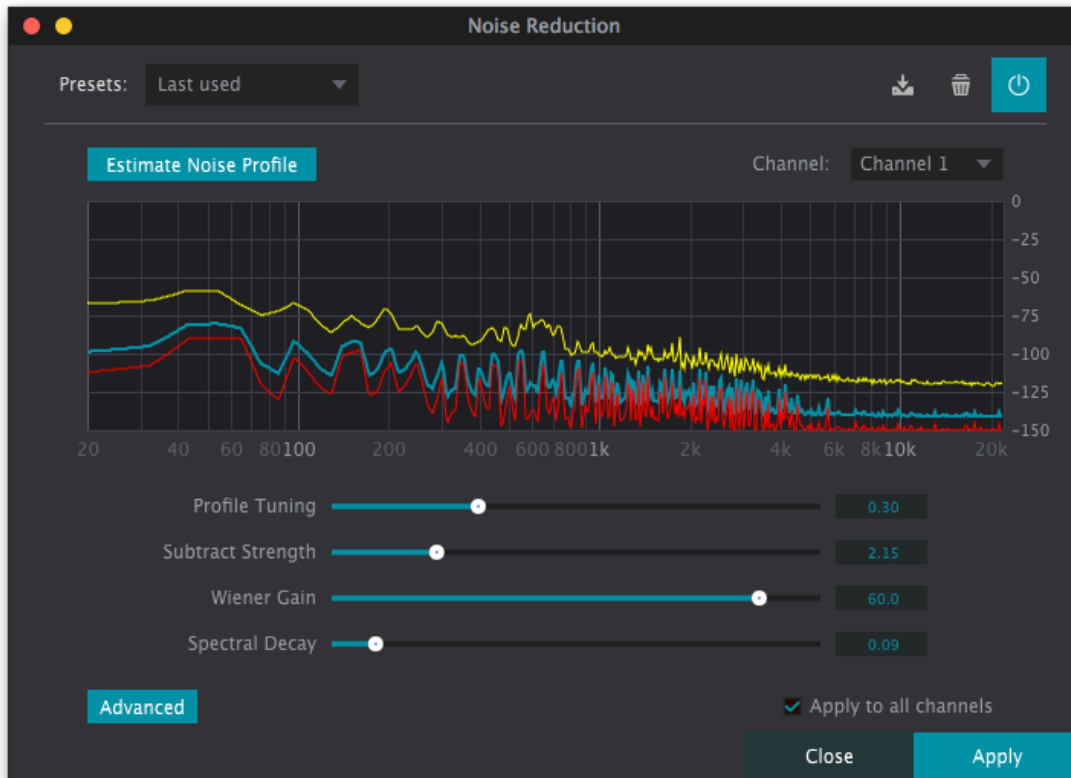 Noise Reduction
Presets: Last used
Estimate Noise Profile Channel: Channel 1
0
-25
-50
-75
-100
-125
-150
20 40 60 80 100 200 400 600 800 1k 2k 4k 6k 8k 10k 20k
Profile Tuning 0.30
Subtract Strength 2.15
Wiener Gain 60.0
Spectral Decay 0.09
Advanced Apply to all channels
Close Apply